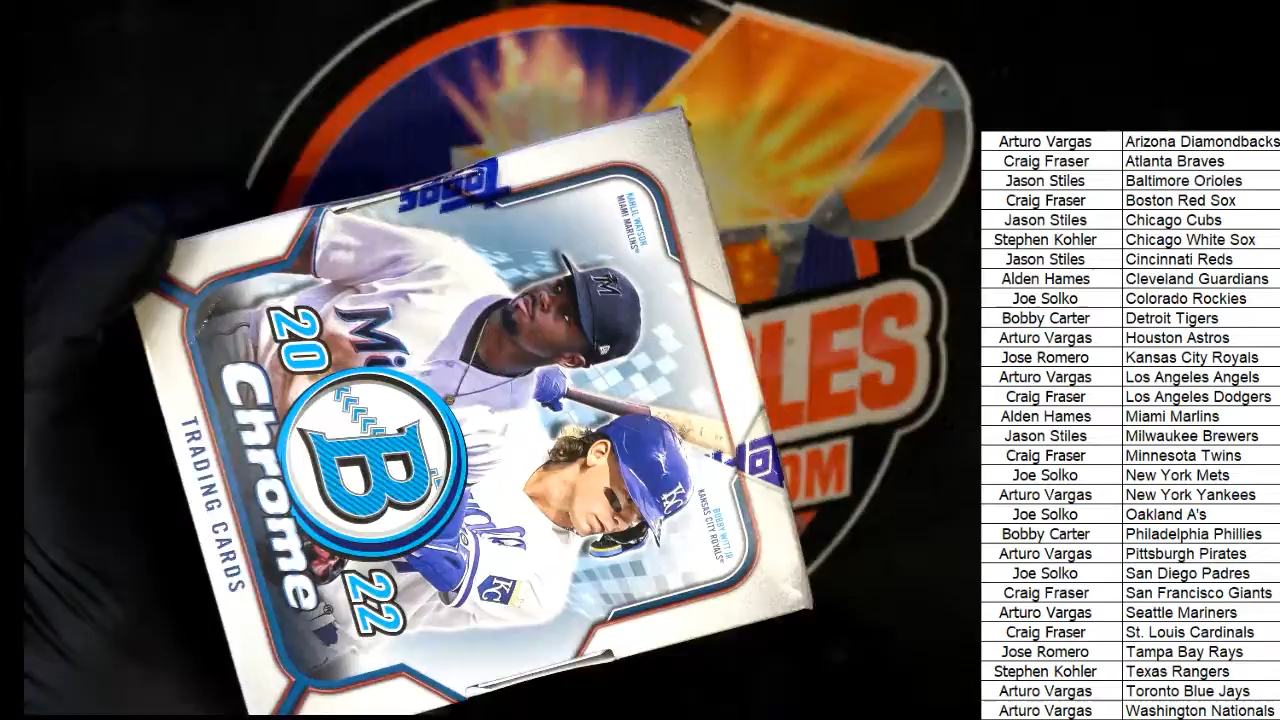 Topps
KAHLIL WATSON
MIAMI MARLINS
BOBBY WITT JR
KANSAS CITY ROYALS
20
B
22
Chrome
TRADING CARDS
LES
OM
Arturo Vargas Arizona Diamondbacks
Craig Fraser Atlanta Braves
Jason Stiles Baltimore Orioles
Craig Fraser Boston Red Sox
Jason Stiles Chicago Cubs
Stephen Kohler Chicago White Sox
Jason Stiles Cincinnati Reds
Alden Hames Cleveland Guardians
Joe Solko Colorado Rockies
Bobby Carter Detroit Tigers
Arturo Vargas Houston Astros
Jose Romero Kansas City Royals
Arturo Vargas Los Angeles Angels
Craig Fraser Los Angeles Dodgers
Alden Hames Miami Marlins
Jason Stiles Milwaukee Brewers
Craig Fraser Minnesota Twins
Joe Solko New York Mets
Arturo Vargas New York Yankees
Joe Solko Oakland A's
Bobby Carter Philadelphia Phillies
Arturo Vargas Pittsburgh Pirates
Joe Solko San Diego Padres
Craig Fraser San Francisco Giants
Arturo Vargas Seattle Mariners
Craig Fraser St. Louis Cardinals
Jose Romero Tampa Bay Rays
Stephen Kohler Texas Rangers
Arturo Vargas Toronto Blue Jays
Arturo Vargas Washington Nationals